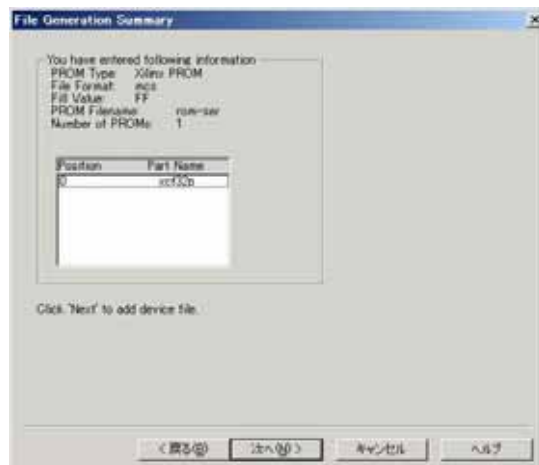 File Generation Summary
You have entered following information
PROM Type: Xilinx PROM
File Format: mcs
Fill Value: FF
PROM Filename: rom-ser
Number of PROMs: 1
Position Part Name
0 xcf32p
Click 'Next' to add device file.
< 戻る(B) 次へ(N) > キャンセル ヘルプ